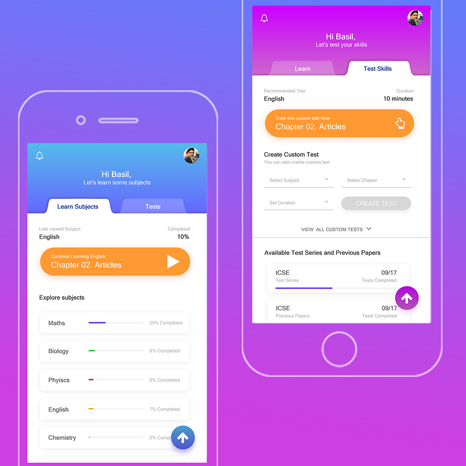 Hi Basil,
Let's learn some subjects
Learn Subjects
Tests
Last viewed Subject
Completed
English
10%
Continue Learning English
Chapter 02. Articles
Explore subjects
Maths
20% Completed
Biology
9% Completed
Phyiscs
6% Completed
English
7% Completed
Chemistry
0% Completed
Hi Basil,
Let's test your skills
Learn
Test Skills
Recommended Test
Duration
English
10 minutes
Take this custom test Now
Chapter 02. Articles
Create Custom Test
You can also create custom test
Select Subject
Select Chapter
Set Duration
CREATE TEST
VIEW ALL CUSTOM TESTS
Available Test Series and Previous Papers
ICSE
09/17
Test Series
Tests Completed
ICSE
09/17
Previous Papers
Tests Completed